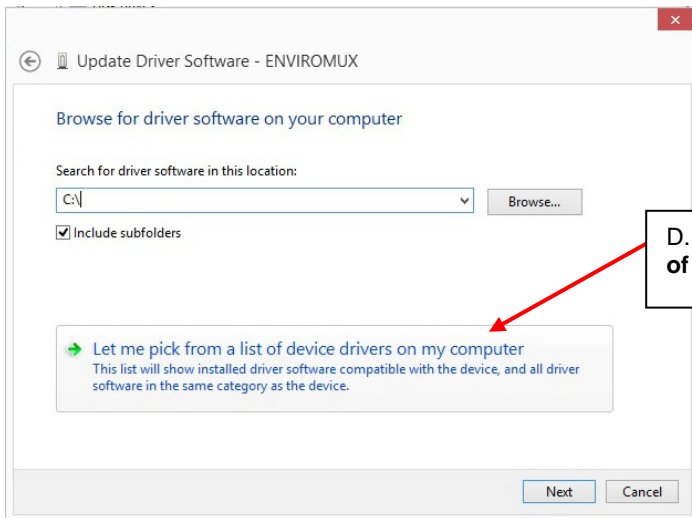 Update Driver Software - ENVIROMUX
Browse for driver software on your computer
Search for driver software in this location:
C:\
Browse...
Include subfolders
D.
of
Let me pick from a list of device drivers on my computer
This list will show installed driver software compatible with the device, and all driver
software in the same category as the device.
Next
Cancel